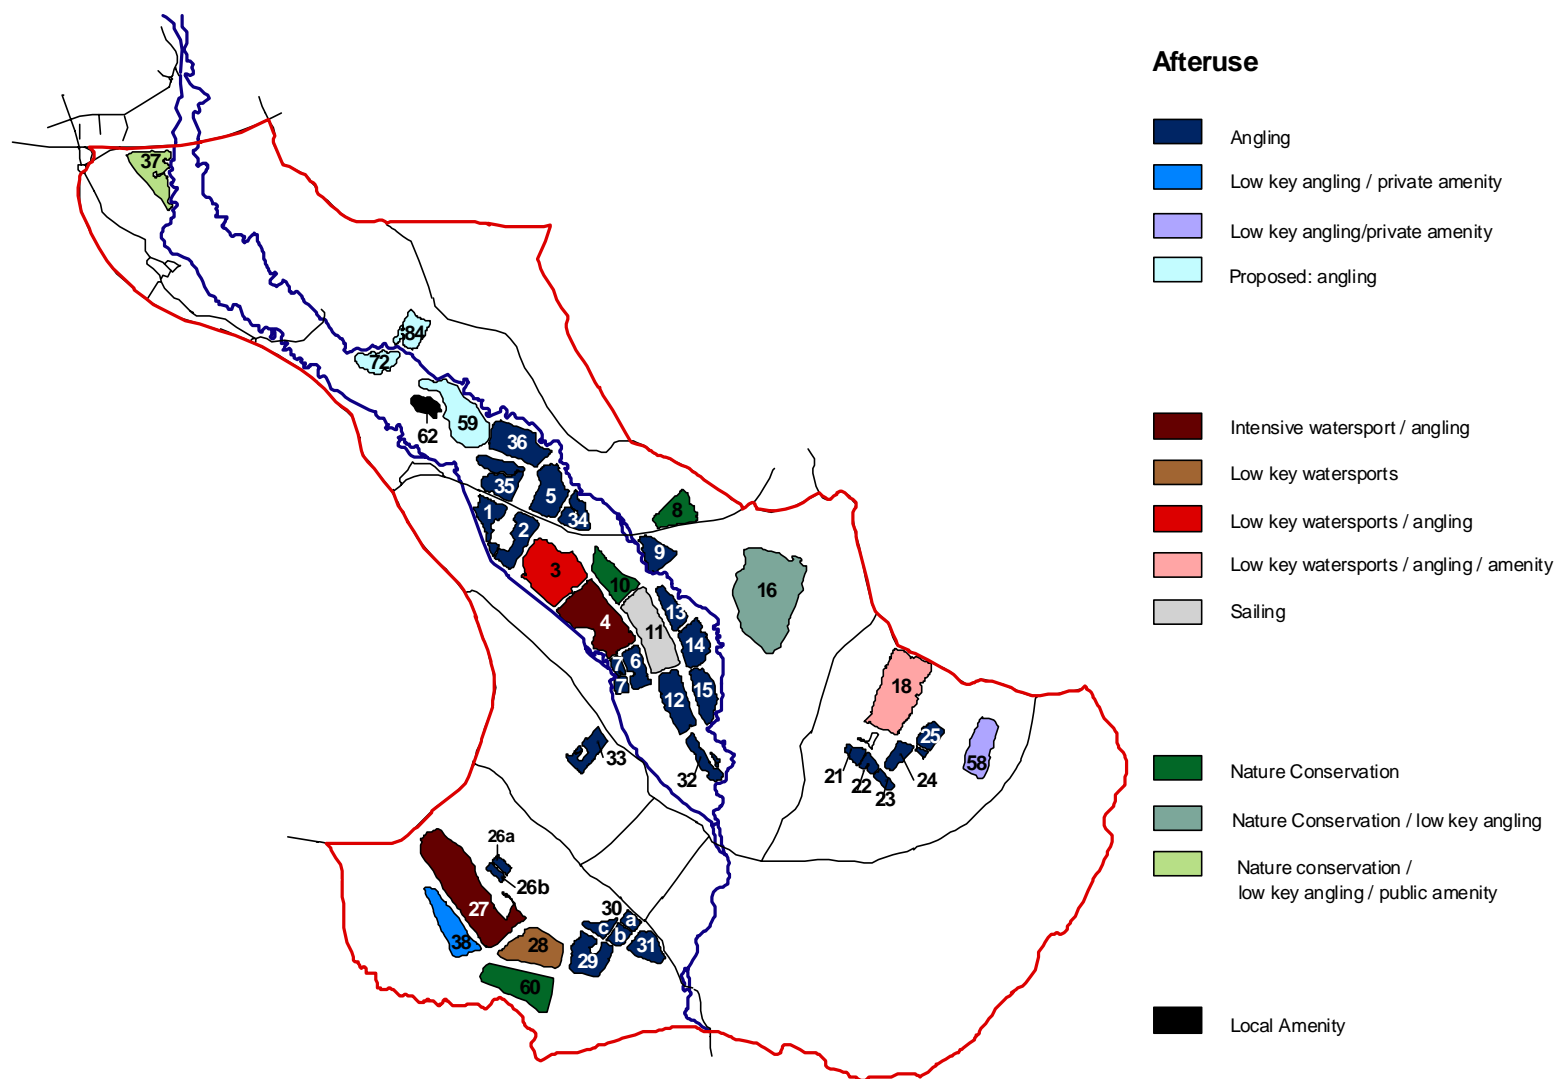 Afteruse
Angling
Low key angling / private amenity
Low key angling/private amenity
Proposed: angling
Intensive watersport / angling
Low key watersports
Low key watersports / angling
Low key watersports / angling / amenity
Sailing
Nature Conservation
Nature Conservation / low key angling
Nature conservation /
low key angling / public amenity
Local Amenity
37
84
72
59
62
36
35
5
1
34
2
8
9
3
10
16
13
4
11
14
7
6
7
12
15
18
33
32
25
21
22
24
58
23
26a
26b
27
30
a
c
b
38
28
31
29
60